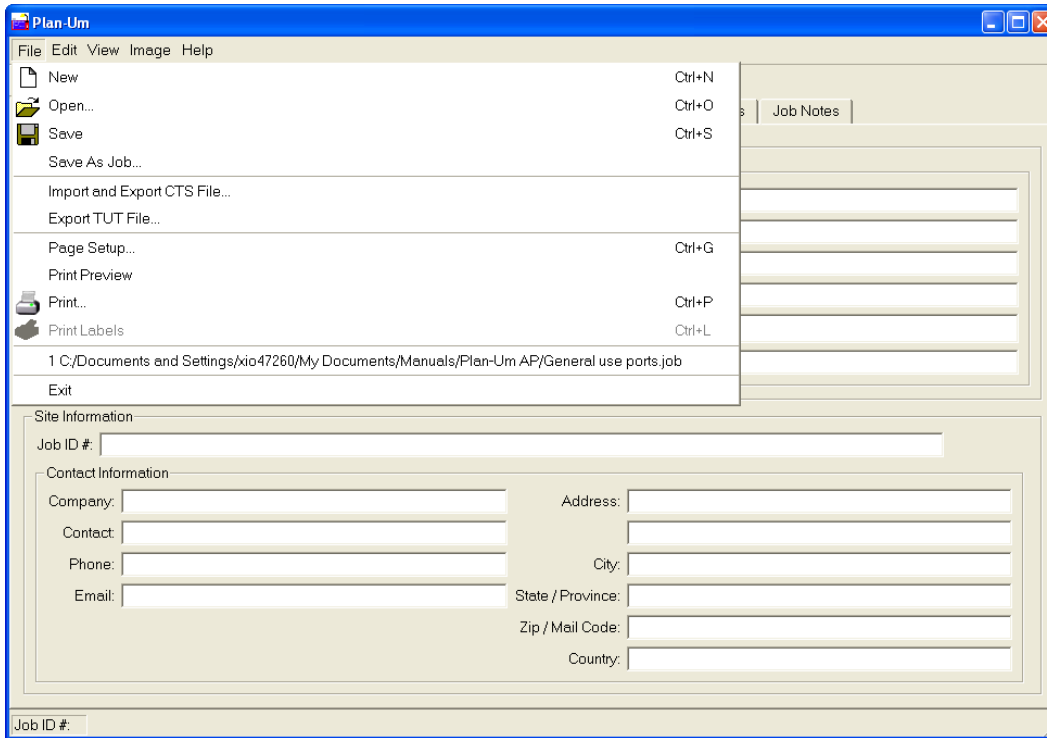 Plan-Um
File Edit View Image Help
New Ctrl+N
Open... Ctrl+O
Save Ctrl+S
Save As Job...
Import and Export CTS File...
Export TUT File...
Page Setup... Ctrl+G
Print Preview
Print... Ctrl+P
Print Labels Ctrl+L
1 C:/Documents and Settings/xio47260/My Documents/Manuals/Plan-Um AP/General use ports.job
Exit
Job Notes
Site Information
Job ID #:
Contact Information
Company: Address:
Contact:
Phone: City:
Email: State / Province:
Zip / Mail Code:
Country:
Job ID #: